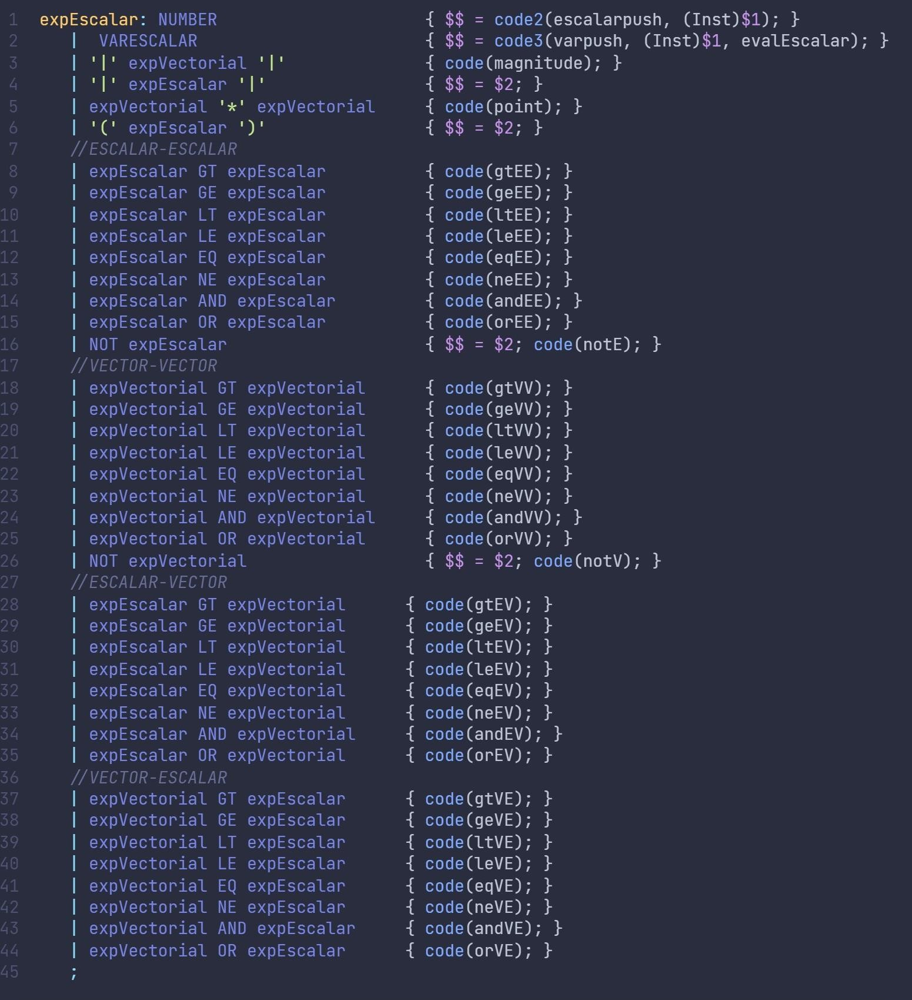 1 expEscalar: NUMBER { $$ = code2(escalarpush, (Inst)$1); }
2 | VARESCALAR { $$ = code3(varpush, (Inst)$1, evalEscalar); }
3 | '|' expVectorial '|' { code(magnitude); }
4 | '|' expEscalar '|' { $$ = $2; }
5 | expVectorial '*' expVectorial { code(point); }
6 | '(' expEscalar ')' { $$ = $2; }
7 //ESCALAR-ESCALAR
8 | expEscalar GT expEscalar { code(gtEE); }
9 | expEscalar GE expEscalar { code(geEE); }
10 | expEscalar LT expEscalar { code(ltEE); }
11 | expEscalar LE expEscalar { code(leEE); }
12 | expEscalar EQ expEscalar { code(eqEE); }
13 | expEscalar NE expEscalar { code(neEE); }
14 | expEscalar AND expEscalar { code(andEE); }
15 | expEscalar OR expEscalar { code(orEE); }
16 | NOT expEscalar { $$ = $2; code(notE); }
17 //VECTOR-VECTOR
18 | expVectorial GT expVectorial { code(gtVV); }
19 | expVectorial GE expVectorial { code(geVV); }
20 | expVectorial LT expVectorial { code(ltVV); }
21 | expVectorial LE expVectorial { code(leVV); }
22 | expVectorial EQ expVectorial { code(eqVV); }
23 | expVectorial NE expVectorial { code(neVV); }
24 | expVectorial AND expVectorial { code(andVV); }
25 | expVectorial OR expVectorial { code(orVV); }
26 | NOT expVectorial { $$ = $2; code(notV); }
27 //ESCALAR-VECTOR
28 | expEscalar GT expVectorial { code(gtEV); }
29 | expEscalar GE expVectorial { code(geEV); }
30 | expEscalar LT expVectorial { code(ltEV); }
31 | expEscalar LE expVectorial { code(leEV); }
32 | expEscalar EQ expVectorial { code(eqEV); }
33 | expEscalar NE expVectorial { code(neEV); }
34 | expEscalar AND expVectorial { code(andEV); }
35 | expEscalar OR expVectorial { code(orEV); }
36 //VECTOR-ESCALAR
37 | expVectorial GT expEscalar { code(gtVE); }
38 | expVectorial GE expEscalar { code(geVE); }
39 | expVectorial LT expEscalar { code(ltVE); }
40 | expVectorial LE expEscalar { code(leVE); }
41 | expVectorial EQ expEscalar { code(eqVE); }
42 | expVectorial NE expEscalar { code(neVE); }
43 | expVectorial AND expEscalar { code(andVE); }
44 | expVectorial OR expEscalar { code(orVE); }
45 ;